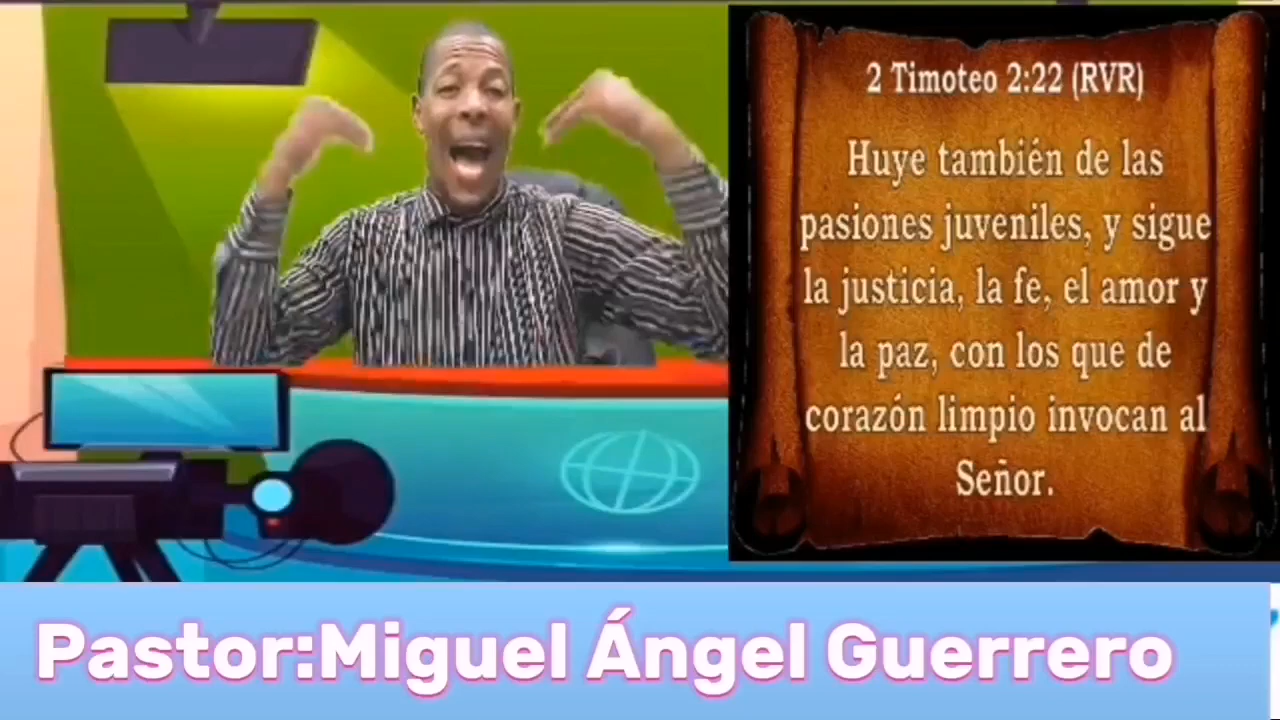 2 Timoteo 2:22 (RVR)
Huye también de las
pasiones juveniles, y sigue
la justicia, la fe, el amor y
la paz, con los que de
corazón limpio invocan al
Señor.
Pastor:Miguel Ángel Guerrero